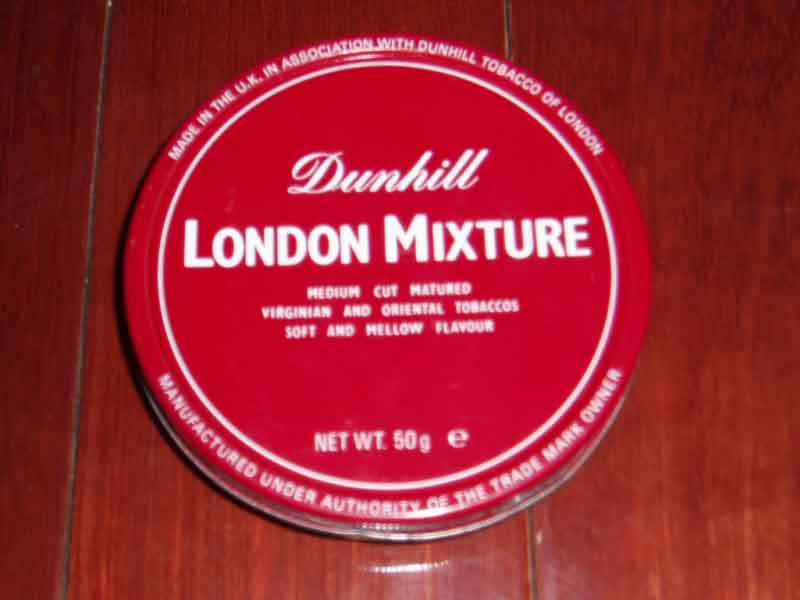 MADE IN THE U.K. IN ASSOCIATION WITH DUNHILL TOBACCO OF LONDON
Dunhill
LONDON MIXTURE
MEDIUM CUT MATURED
VIRGINIAN AND ORIENTAL TOBACCOS
SOFT AND MELLOW FLAVOUR
NET WT. 50g e
MANUFACTURED UNDER AUTHORITY OF THE TRADE MARK OWNER